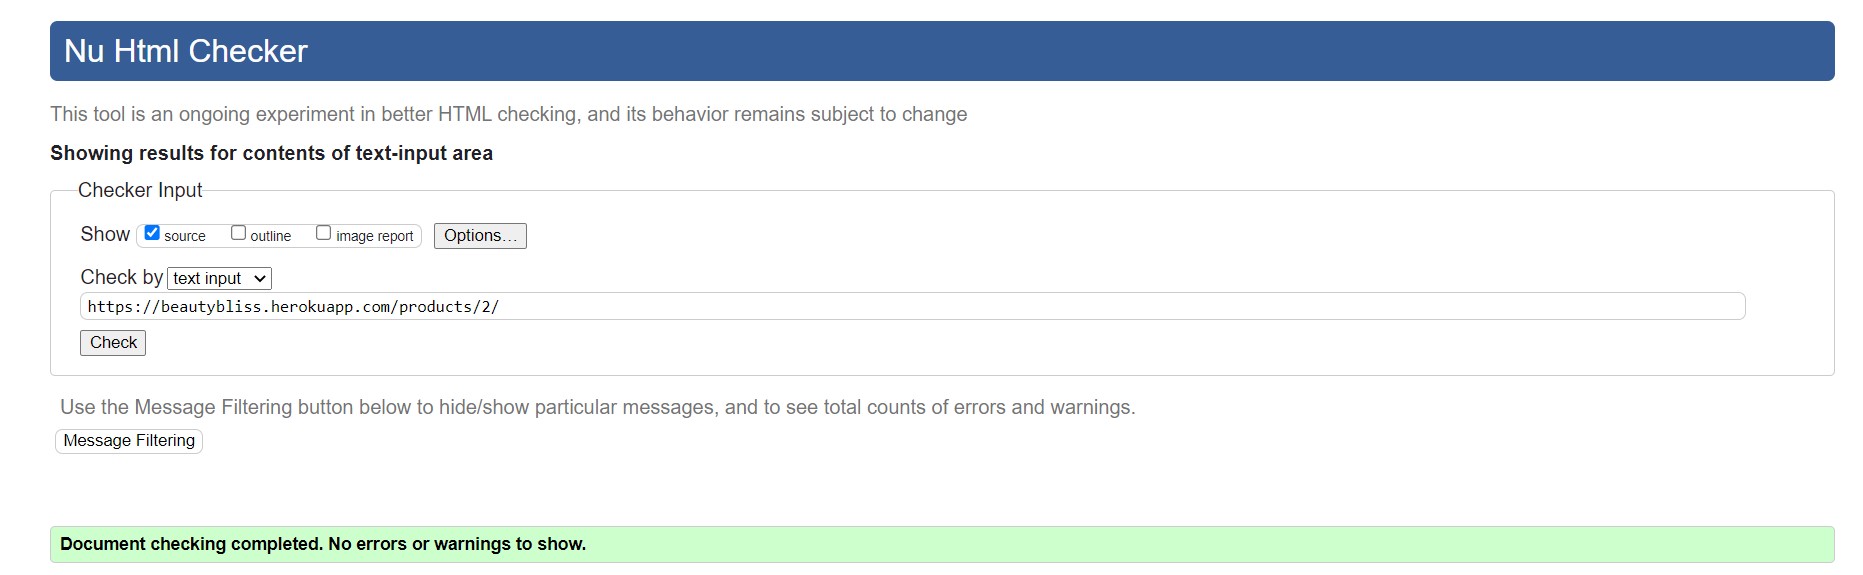 Nu Html Checker
This tool is an ongoing experiment in better HTML checking, and its behavior remains subject to change
Showing results for contents of text-input area
Checker Input
Show source outline image report Options...
Check by text input
https://beautybliss.herokuapp.com/products/2/
Check
Use the Message Filtering button below to hide/show particular messages, and to see total counts of errors and warnings.
Message Filtering
Document checking completed. No errors or warnings to show.